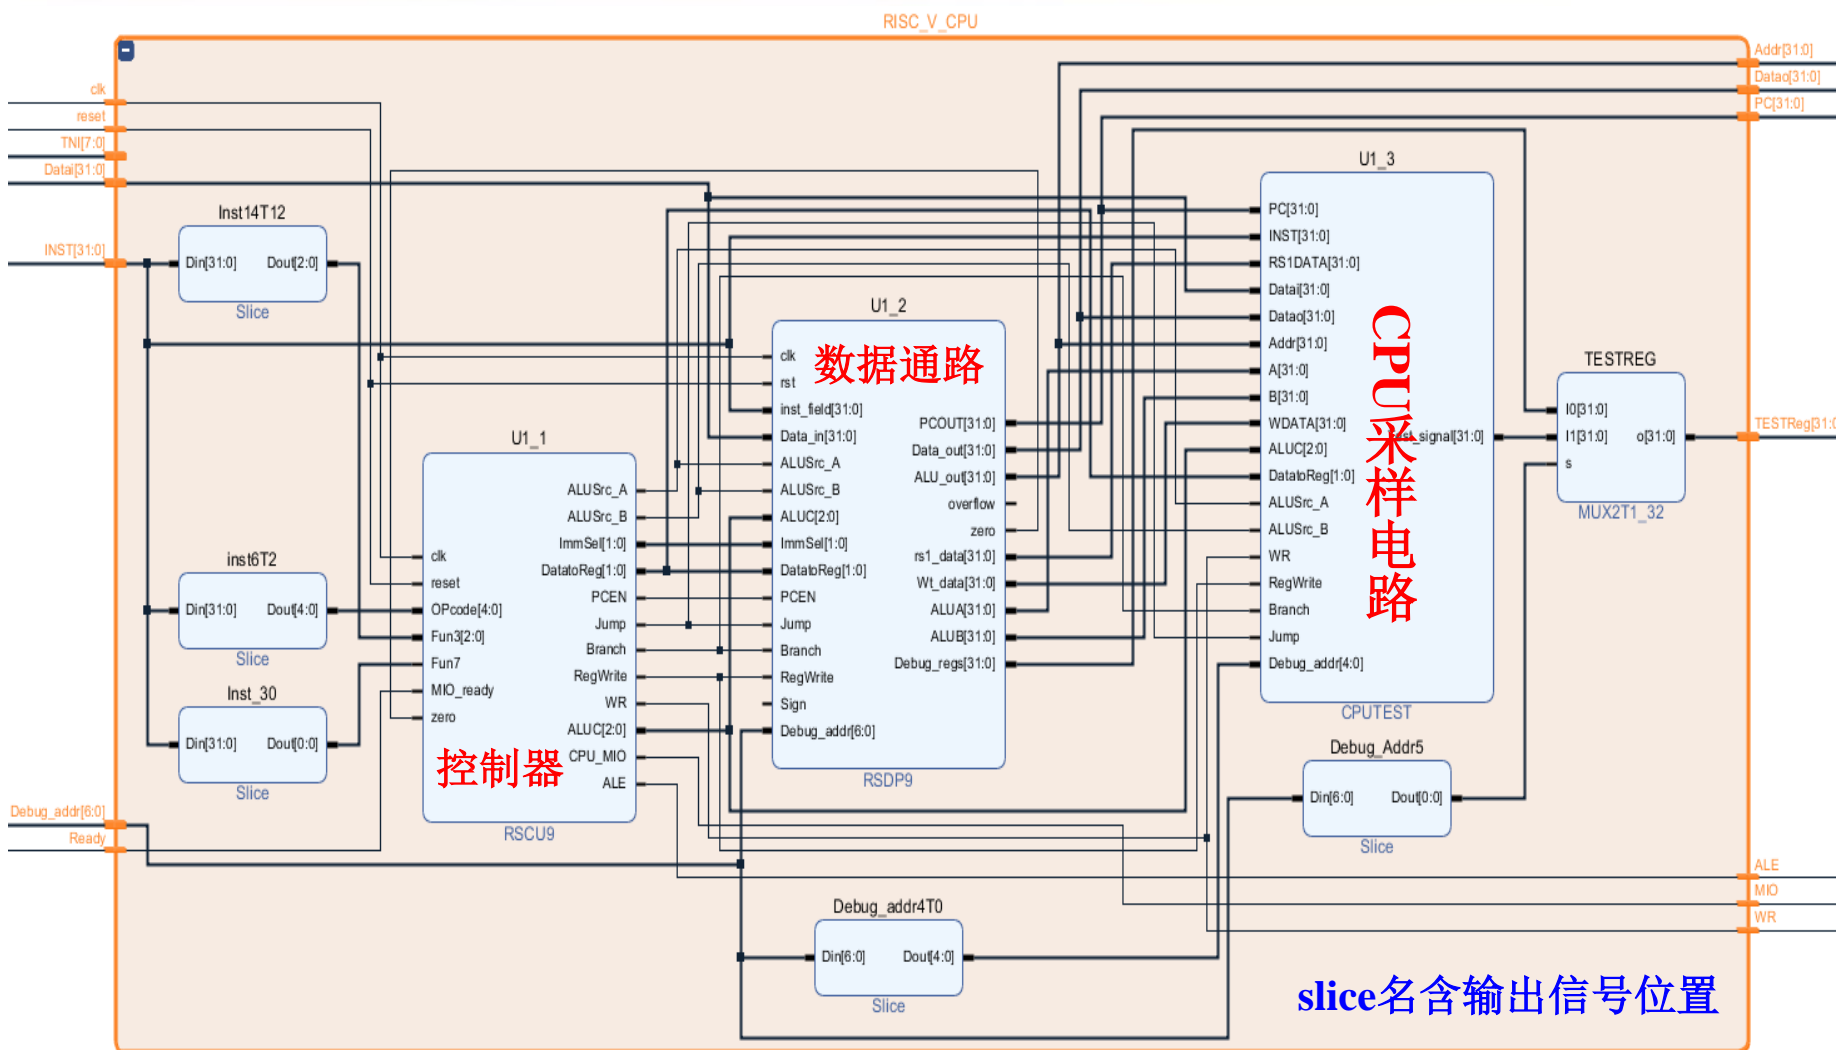 RISC_V_CPU
Addr[31:0]
Datao[31:0]
PC[31:0]
clk
reset
TNI[7:0]
Datai[31:0]
INST[31:0]
Debug_addr[6:0]
Ready
Inst14T12
Din[31:0] Dout[2:0]
Slice
inst6T2
Din[31:0] Dout[4:0]
Slice
Inst_30
Din[31:0] Dout[0:0]
Slice
U1_1
ALUSrc_A
ALUSrc_B
ImmSel[1:0]
DatatoReg[1:0]
PCEN
Jump
Branch
RegWrite
WR
ALUC[2:0]
CPU_MIO
ALE
clk
reset
OPcode[4:0]
Fun3[2:0]
Fun7
MIO_ready
zero
控制器
RSCU9
U1_2
数据通路
clk
rst
inst_field[31:0]
Data_in[31:0]
ALUSrc_A
ALUSrc_B
ALUC[2:0]
ImmSel[1:0]
DatatoReg[1:0]
PCEN
Jump
Branch
RegWrite
Sign
Debug_addr[6:0]
PCOUT[31:0]
Data_out[31:0]
ALU_out[31:0]
overflow
zero
rs1_data[31:0]
Wt_data[31:0]
ALUA[31:0]
ALUB[31:0]
Debug_regs[31:0]
RSDP9
U1_3
PC[31:0]
INST[31:0]
RS1DATA[31:0]
Datai[31:0]
Datao[31:0]
Addr[31:0]
A[31:0]
B[31:0]
WDATA[31:0]
ALUC[2:0]
DatatoReg[1:0]
ALUSrc_A
ALUSrc_B
WR
RegWrite
Branch
Jump
Debug_addr[4:0]
CPU采样电路
CPUTEST
TESTREG
I0[31:0]
I1[31:0]
s
o[31:0]
MUX2T1_32
Debug_Addr5
Din[6:0] Dout[0:0]
Slice
Debug_addr4T0
Din[6:0] Dout[4:0]
Slice
ALE
MIO
WR
slice名含输出信号位置